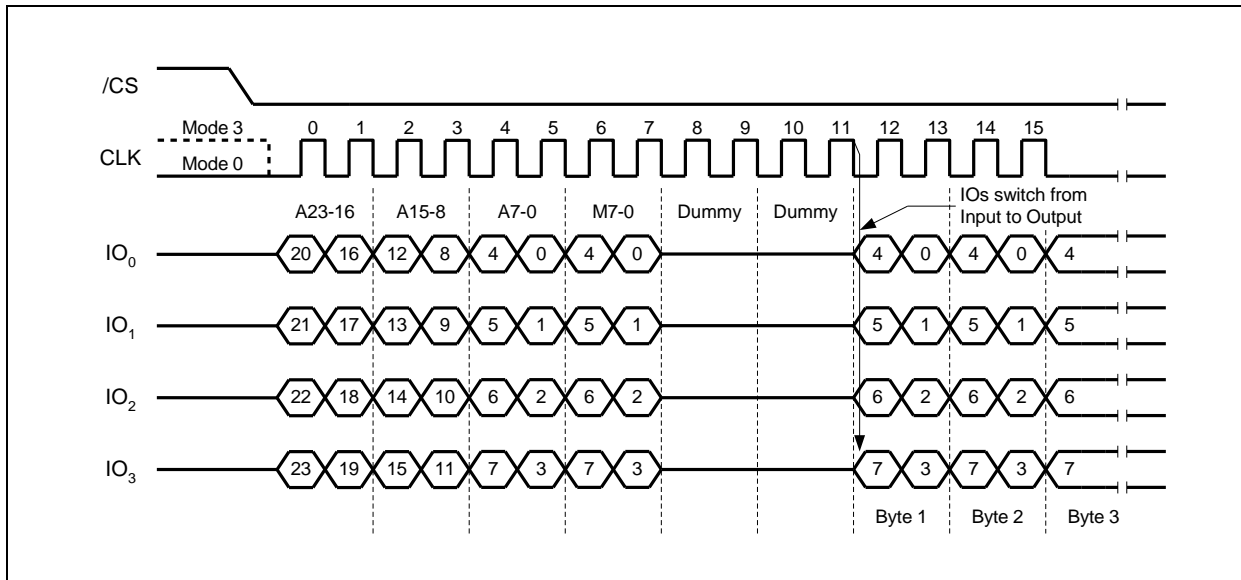 /CS
Mode 3
0 1 2 3 4 5 6 7 8 9 10 11 12 13 14 15
CLK
Mode 0
IOs switch from
Input to Output
A23-16 A15-8 A7-0 M7-0 Dummy Dummy
IO0 20 16 12 8 4 0 4 0 4 0 4 0 4
IO1 21 17 13 9 5 1 5 1 5 1 5 1 5
IO2 22 18 14 10 6 2 6 2 6 2 6 2 6
IO3 23 19 15 11 7 3 7 3 7 3 7 3 7
Byte 1 Byte 2 Byte 3